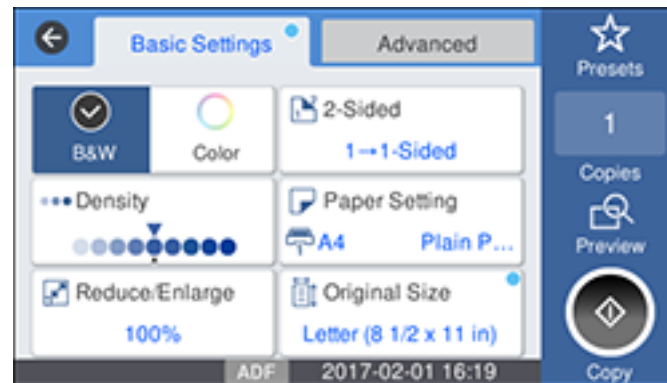 Basic Settings
Advanced
Presets
B&W
Color
2-Sided
1→1-Sided
1
Copies
Density
Paper Setting
A4 Plain P...
Preview
Reduce/Enlarge
100%
Original Size
Letter (8 1/2 x 11 in)
ADF
2017-02-01 16:19
Copy